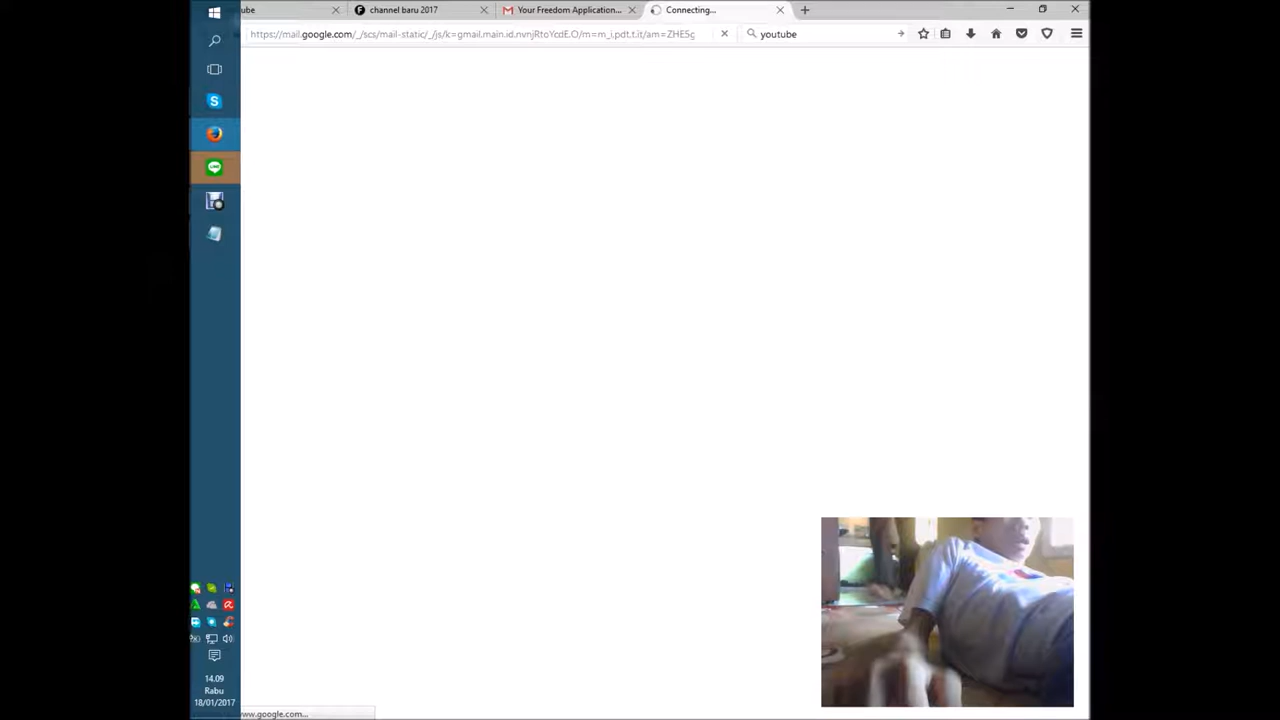 ube
channel baru 2017
Your Freedom Application...
Connecting...
https://mail.google.com/_/scs/mail-static/_/js/k=gmail.main.id.nvnjRtoYcdE.O/m=m_i,pdt,t,it/am=ZHESg
youtube
S
LINE
14.09
Rabu
18/01/2017
www.google.com...